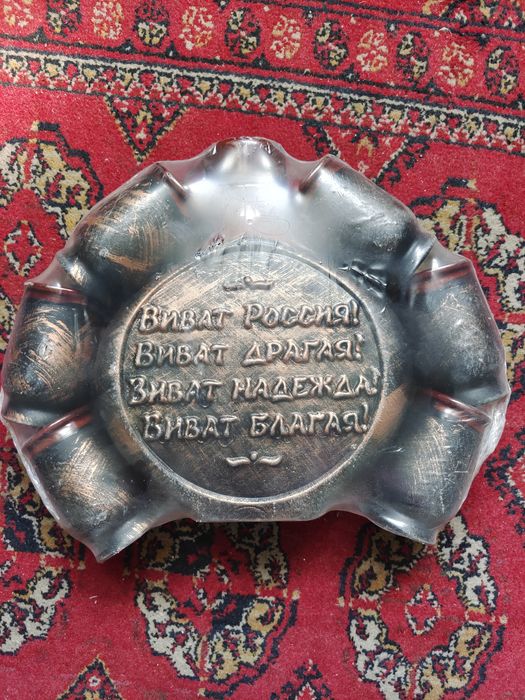 Виват Россия!
Виват драгая!
Виват надежда!
Виват благая!